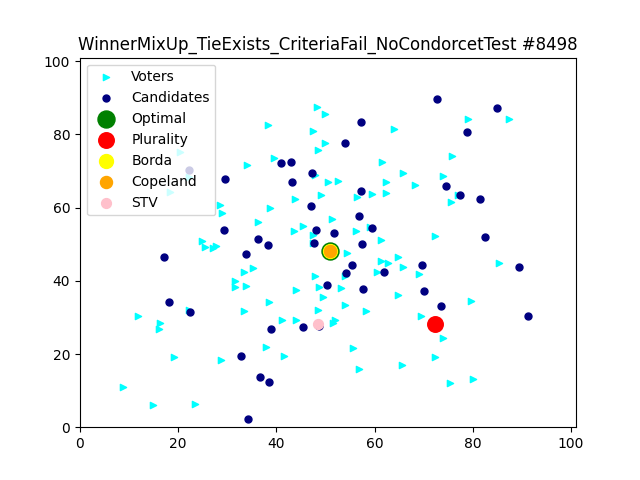 WinnerMixUp_TieExists_CriteriaFail_NoCondorcetTest #8498
Voters
Candidates
Optimal
Plurality
Borda
Copeland
STV
100
80
60
40
20
0
0 20 40 60 80 100